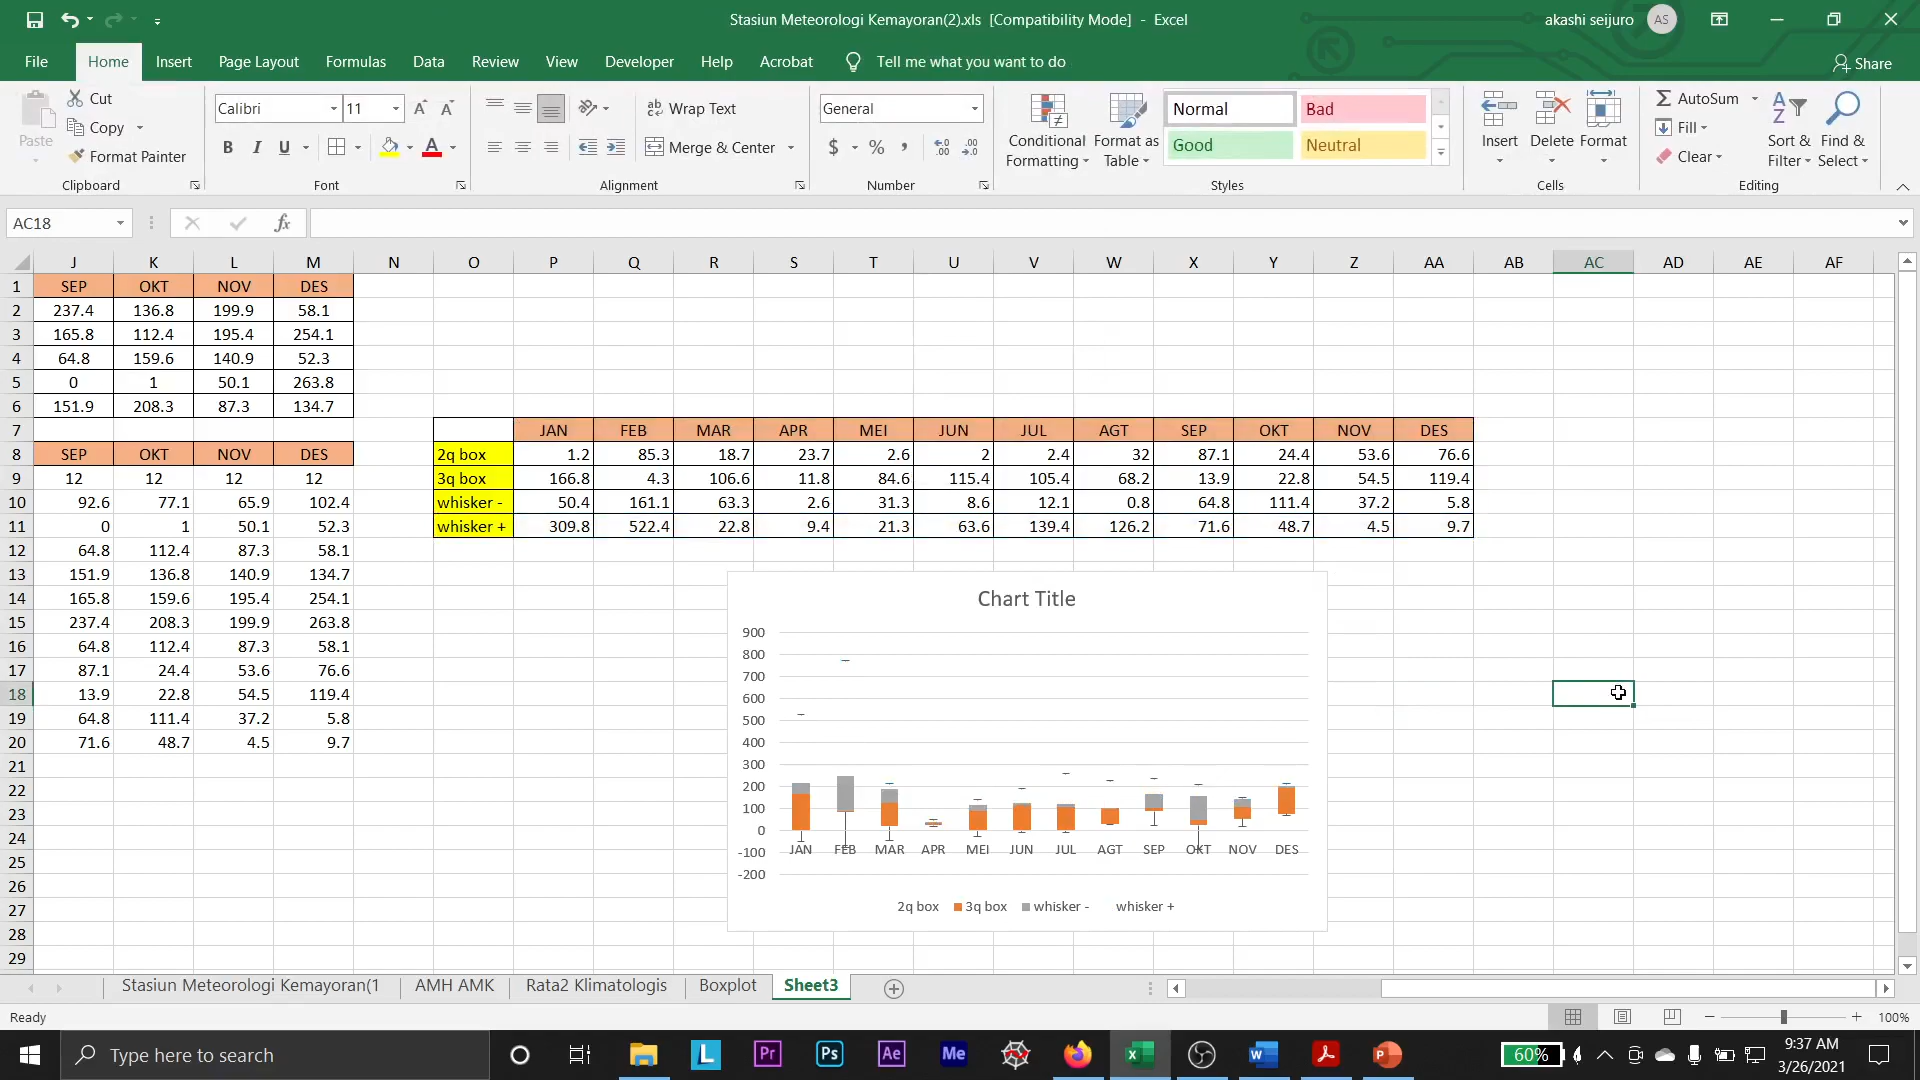 Stasiun Meteorologi Kemayoran(2).xls [Compatibility Mode] - Excel
akashi seijuro AS
File Home Insert Page Layout Formulas Data Review View Developer Help Acrobat Tell me what you want to do Share
Paste Cut Copy Format Painter Clipboard
Calibri 11 B I U A Font
Wrap Text Merge & Center Alignment
General $ % , Number
Conditional Formatting Format as Table Normal Bad Good Neutral Styles
Insert Delete Format Cells
AutoSum Fill Clear Sort & Filter Find & Select Editing
AC18 fx
J K L M N O P Q R S T U V W X Y Z AA AB AC AD AE AF
1 SEP OKT NOV DES
2 237.4 136.8 199.9 58.1
3 165.8 112.4 195.4 254.1
4 64.8 159.6 140.9 52.3
5 0 1 50.1 263.8
6 151.9 208.3 87.3 134.7
7 JAN FEB MAR APR MEI JUN JUL AGT SEP OKT NOV DES
8 SEP OKT NOV DES 2q box 1.2 85.3 18.7 23.7 2.6 2 2.4 32 87.1 24.4 53.6 76.6
9 12 12 12 12 3q box 166.8 4.3 106.6 11.8 84.6 115.4 105.4 68.2 13.9 22.8 54.5 119.4
10 92.6 77.1 65.9 102.4 whisker - 50.4 161.1 63.3 2.6 31.3 8.6 12.1 0.8 64.8 111.4 37.2 5.8
11 0 1 50.1 52.3 whisker + 309.8 522.4 22.8 9.4 21.3 63.6 139.4 126.2 71.6 48.7 4.5 9.7
12 64.8 112.4 87.3 58.1
13 151.9 136.8 140.9 134.7
14 165.8 159.6 195.4 254.1
15 237.4 208.3 199.9 263.8
16 64.8 112.4 87.3 58.1
17 87.1 24.4 53.6 76.6
18 13.9 22.8 54.5 119.4
19 64.8 111.4 37.2 5.8
20 71.6 48.7 4.5 9.7
21
22
23
24
25
26
27
28
29
Chart Title
900
800
700
600
500
400
300
200
100
0
-100
-200
JAN FEB MAR APR MEI JUN JUL AGT SEP OKT NOV DES
2q box 3q box whisker - whisker +
Stasiun Meteorologi Kemayoran(1 AMH AMK Rata2 Klimatologis Boxplot Sheet3
Ready 100%
Type here to search
L Pr Ps Ae Me
60%
9:37 AM
3/26/2021